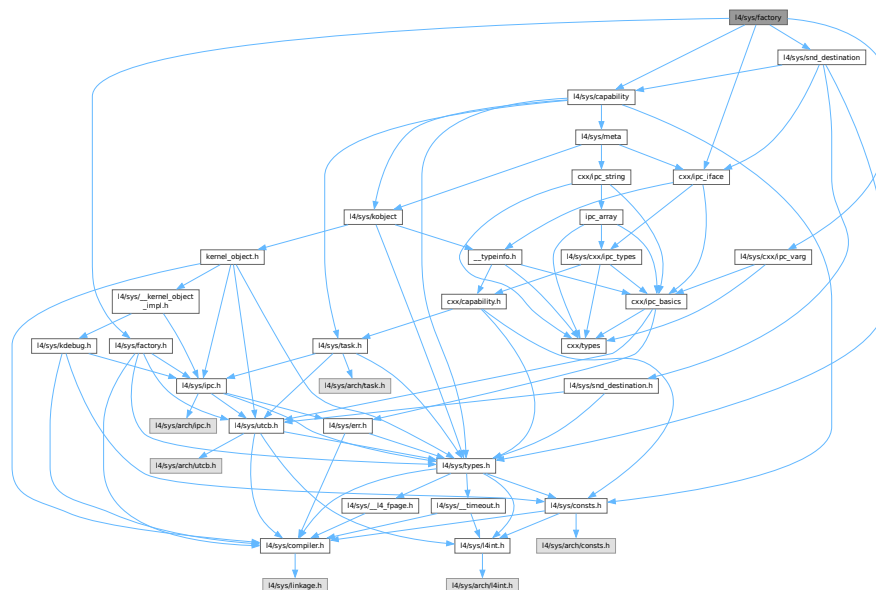 l4/sys/factory
l4/sys/snd_destination
l4/sys/capability
l4/sys/meta
cxx/ipc_string
cxx/ipc_iface
l4/sys/kobject
ipc_array
kernel_object.h
__typeinfo.h
l4/sys/cxx/ipc_types
l4/sys/cxx/ipc_varg
l4/sys/__kernel_object
_impl.h
cxx/capability.h
cxx/ipc_basics
l4/sys/kdebug.h
l4/sys/factory.h
l4/sys/task.h
cxx/types
l4/sys/ipc.h
l4/sys/arch/task.h
l4/sys/snd_destination.h
l4/sys/arch/ipc.h
l4/sys/utcb.h
l4/sys/err.h
l4/sys/arch/utcb.h
l4/sys/types.h
l4/sys/__l4_fpage.h
l4/sys/__timeout.h
l4/sys/consts.h
l4/sys/compiler.h
l4/sys/l4int.h
l4/sys/arch/consts.h
l4/sys/linkage.h
l4/sys/arch/l4int.h